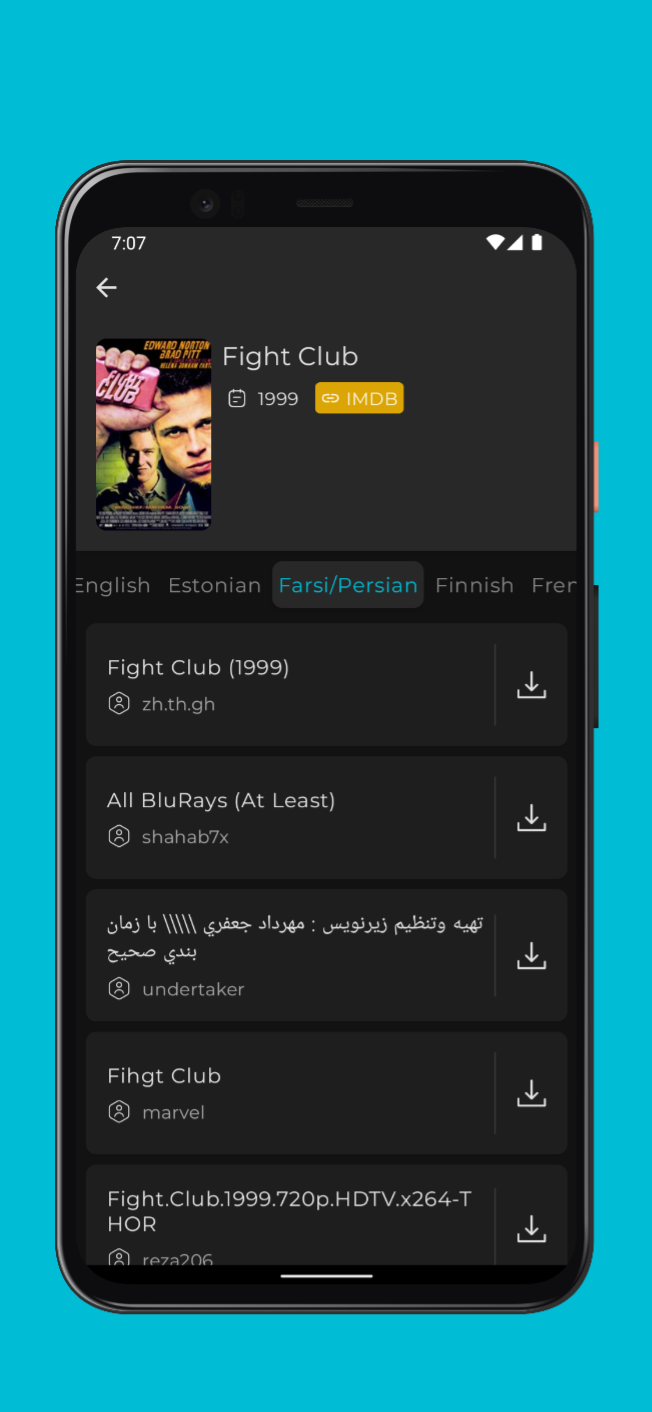 7:07
EDWARD NORTON
BRAD PITT
HELENA BONHAM CARTER
FIGHT
CLUB
Fight Club
1999
IMDB
English
Estonian
Farsi/Persian
Finnish
Fren
Fight Club (1999)
zh.th.gh
All BluRays (At Least)
shahab7x
تهيه وتنظيم زيرنويس : مهرداد جعفري \\\\\ با زمان
بندي صحيح
undertaker
Fihgt Club
marvel
Fight.Club.1999.720p.HDTV.x264-T
HOR
reza206